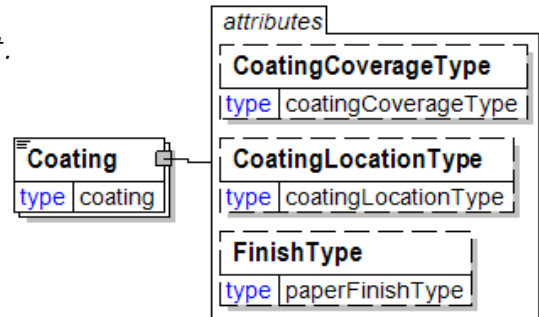 attributes
t.
CoatingCoverageType
type coatingCoverageType
Coating
type coating
CoatingLocationType
type coatingLocationType
FinishType
type paperFinishType